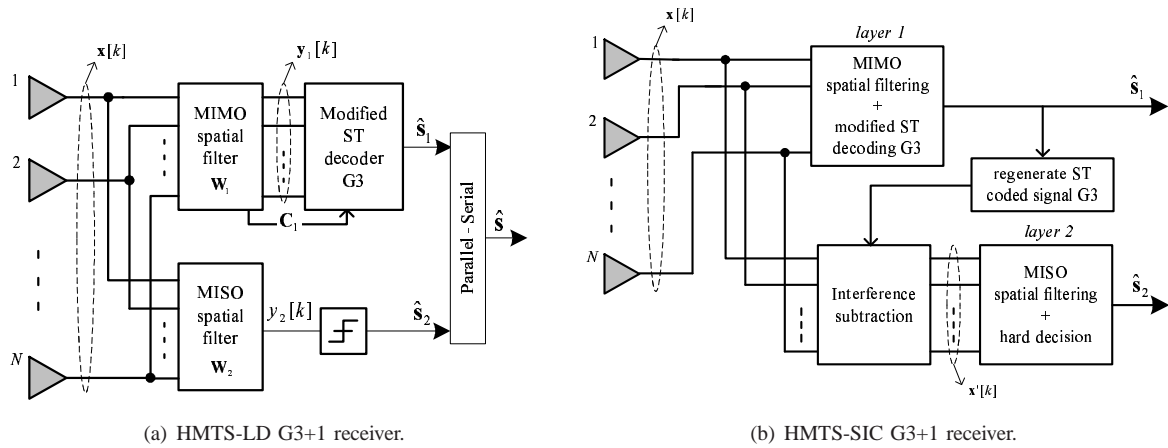 1
2
N
x[k]
MIMO
spatial
filter
W₁
y₁[k]
C₁
Modified
ST
decoder
G3
ŝ₁
MISO
spatial
filter
W₂
y₂[k]
ŝ₂
Parallel - Serial
ŝ
(a) HMTS-LD G3+1 receiver.
1
2
N
x[k]
layer 1
MIMO
spatial filtering
+
modified ST
decoding G3
ŝ₁
regenerate ST
coded signal G3
Interference
subtraction
x'[k]
layer 2
MISO
spatial filtering
+
hard decision
ŝ₂
(b) HMTS-SIC G3+1 receiver.